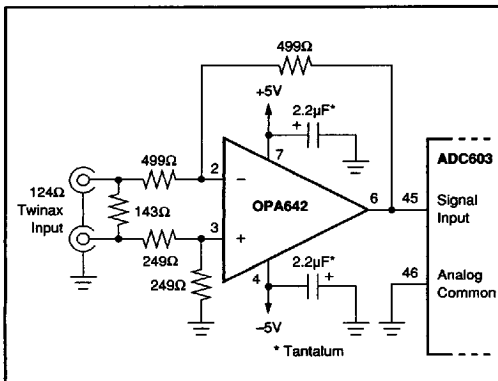 499Ω
+5V
2.2µF*
+
7
ADC603
499Ω
2
−
124Ω
Twinax
Input
143Ω
OPA642
6
45
Signal
Input
3
+
249Ω
249Ω
4
2.2µF*
+
46
Analog
Common
−5V
* Tantalum